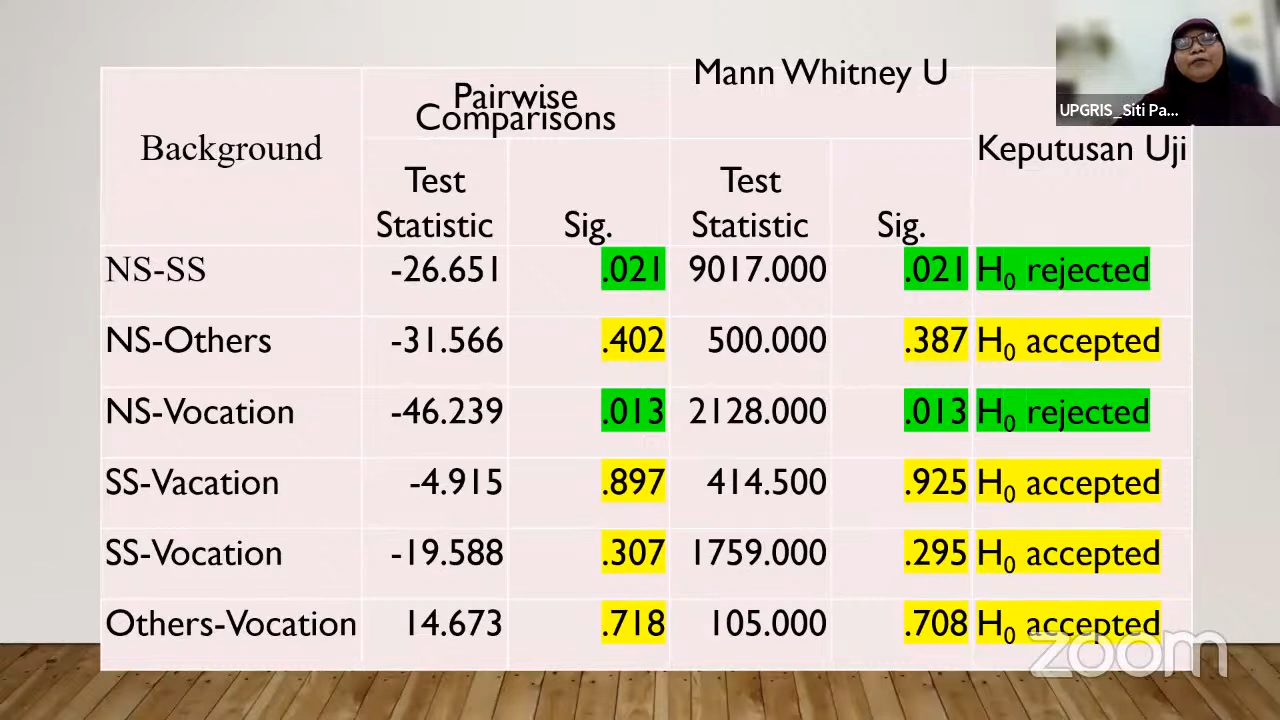 Mann Whitney U
Pairwise
Comparisons
Background
Keputusan Uji
Test
Statistic
Sig.
Test
Statistic
Sig.
NS-SS -26.651 .021 9017.000 .021 H₀ rejected
NS-Others -31.566 .402 500.000 .387 H₀ accepted
NS-Vocation -46.239 .013 2128.000 .013 H₀ rejected
SS-Vacation -4.915 .897 414.500 .925 H₀ accepted
SS-Vocation -19.588 .307 1759.000 .295 H₀ accepted
Others-Vocation 14.673 .718 105.000 .708 H₀ accepted
UPGRIS_Siti Pa...
zoom